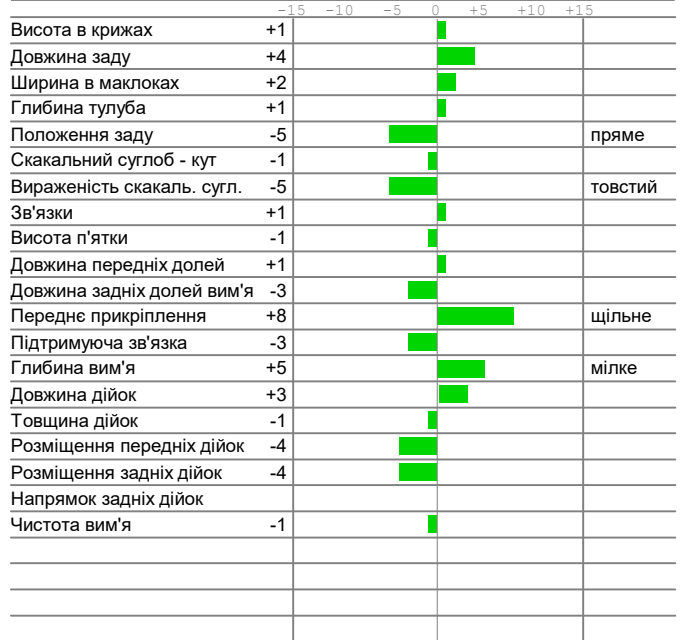 -15 -10 -5 0 +5 +10 +15
Висота в крижах +1
Довжина заду +4
Ширина в маклоках +2
Глибина тулуба +1
Положення заду -5 пряме
Скакальний суглоб - кут -1
Вираженість скакаль. сугл. -5 товстий
Зв'язки +1
Висота п'ятки -1
Довжина передніх долей +1
Довжина задніх долей вим'я -3
Переднє прикріплення +8 щільне
Підтримуюча зв'язка -3
Глибина вим'я +5 мілке
Довжина дійок +3
Товщина дійок -1
Розміщення передніх дійок -4
Розміщення задніх дійок -4
Напрямок задніх дійок
Чистота вим'я -1